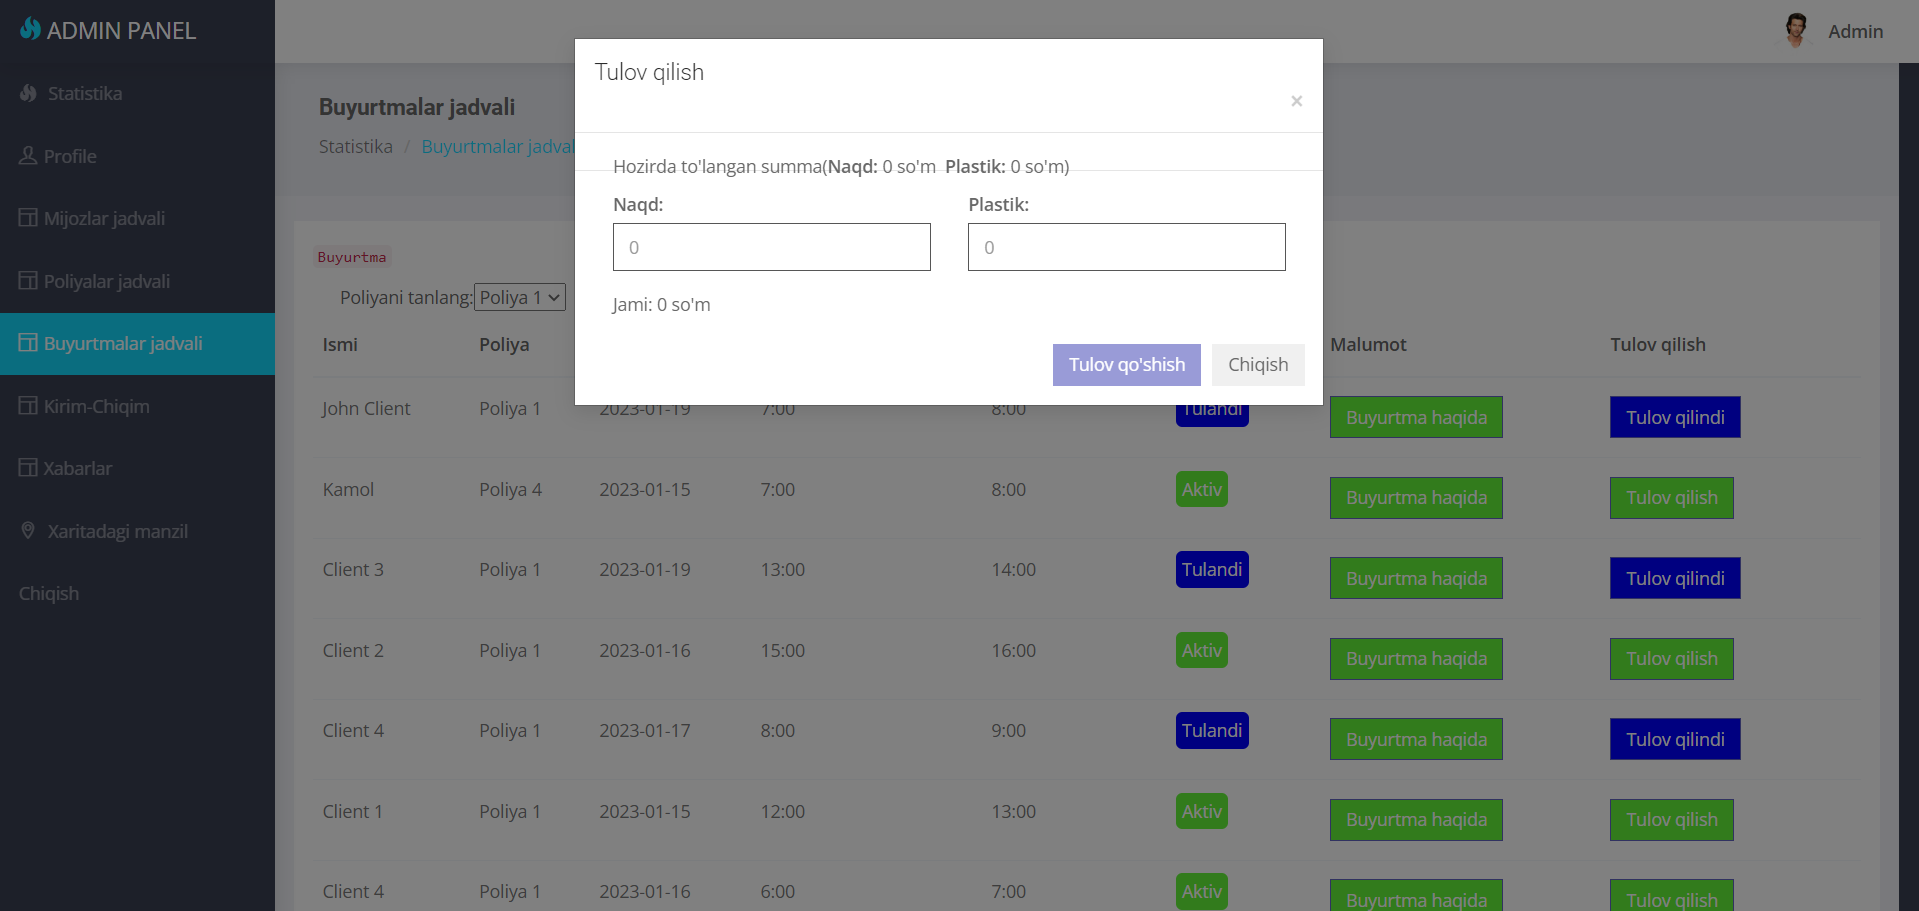 ADMIN PANEL
Admin
Statistika
Profile
Mijozlar jadvali
Poliyalar jadvali
Buyurtmalar jadvali
Kirim-Chiqim
Xabarlar
Xaritadagi manzil
Chiqish
Buyurtmalar jadvali
Statistika / Buyurtmalar jadval
Tulov qilish
×
Hozirda to'langan summa(Naqd: 0 so'm Plastik: 0 so'm)
Naqd: Plastik:
0 0
Jami: 0 so'm
Tulov qo'shish Chiqish
Buyurtma
Poliyani tanlang: Poliya 1
Ismi Poliya Malumot Tulov qilish
John Client Poliya 1 2023-01-19 7:00 8:00 Tulandi Buyurtma haqida Tulov qilindi
Kamol Poliya 4 2023-01-15 7:00 8:00 Aktiv Buyurtma haqida Tulov qilish
Client 3 Poliya 1 2023-01-19 13:00 14:00 Tulandi Buyurtma haqida Tulov qilindi
Client 2 Poliya 1 2023-01-16 15:00 16:00 Aktiv Buyurtma haqida Tulov qilish
Client 4 Poliya 1 2023-01-17 8:00 9:00 Tulandi Buyurtma haqida Tulov qilindi
Client 1 Poliya 1 2023-01-15 12:00 13:00 Aktiv Buyurtma haqida Tulov qilish
Client 4 Poliya 1 2023-01-16 6:00 7:00 Aktiv Buyurtma haqida Tulov qilish